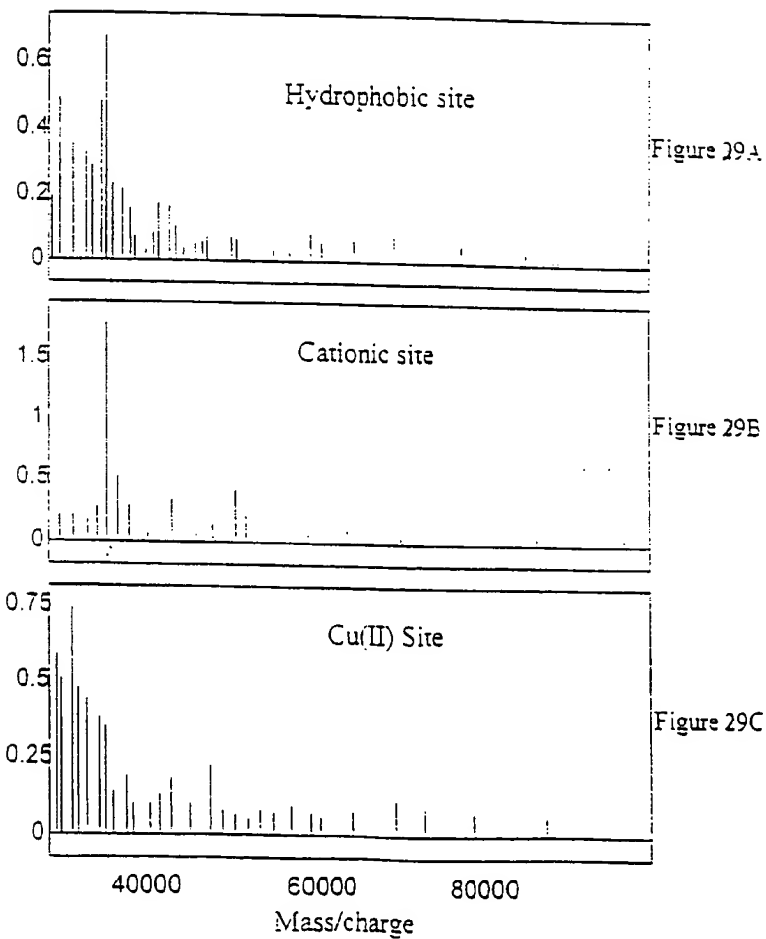 0.6
0.4
0.2
0
Hydrophobic site
Figure 29A
1.5
1
0.5
0
Cationic site
Figure 29B
0.75
0.5
0.25
0
Cu(II) Site
Figure 29C
40000 60000 80000
Mass/charge